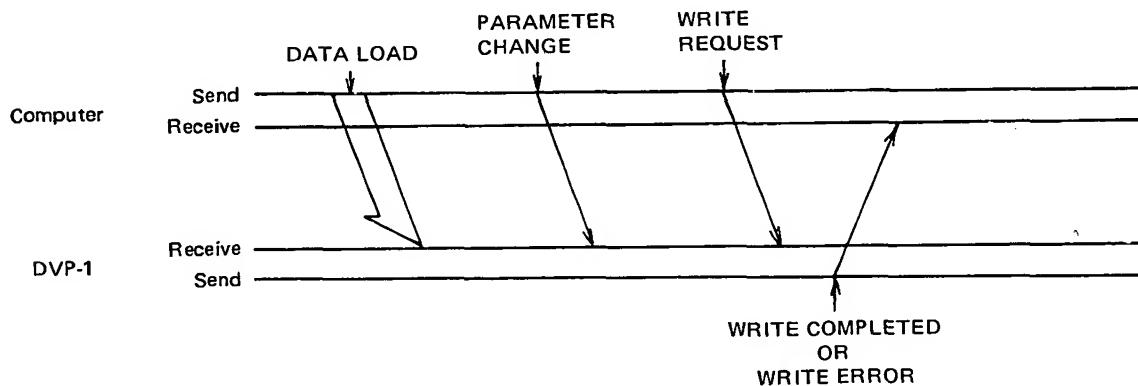 PARAMETER
CHANGE
WRITE
REQUEST
DATA LOAD
Computer
Send
Receive
DVP-1
Receive
Send
WRITE COMPLETED
OR
WRITE ERROR